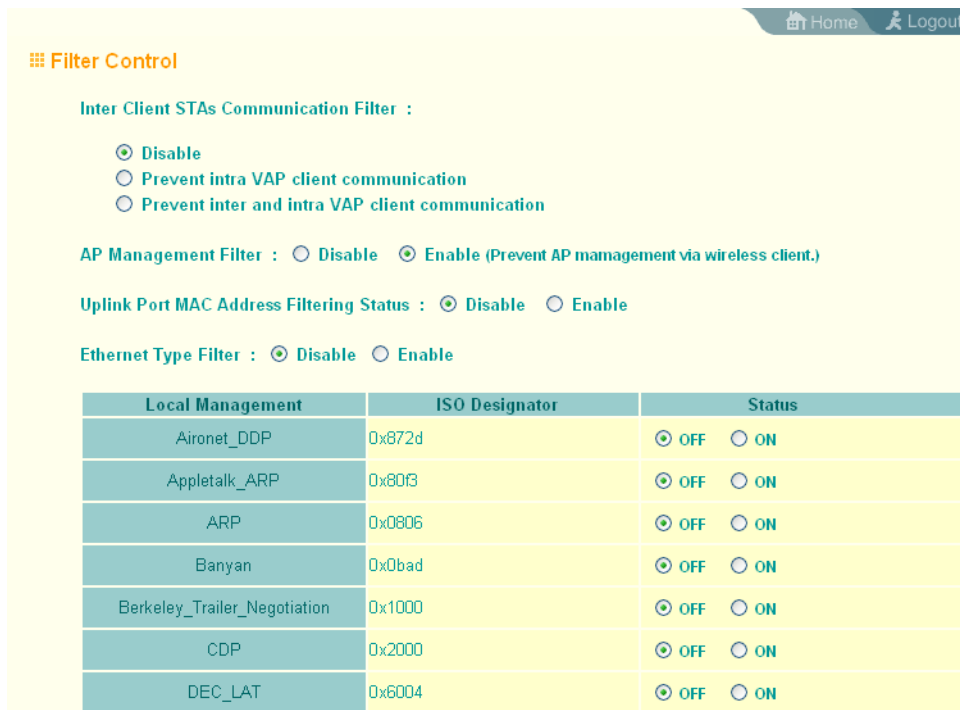 Home Logout
Filter Control
Inter Client STAs Communication Filter :
Disable
Prevent intra VAP client communication
Prevent inter and intra VAP client communication
AP Management Filter : Disable Enable (Prevent AP mamagement via wireless client.)
Uplink Port MAC Address Filtering Status : Disable Enable
Ethernet Type Filter : Disable Enable
Local Management ISO Designator Status
Aironet_DDP 0x872d OFF ON
Appletalk_ARP 0x80f3 OFF ON
ARP 0x0806 OFF ON
Banyan 0x0bad OFF ON
Berkeley_Trailer_Negotiation 0x1000 OFF ON
CDP 0x2000 OFF ON
DEC_LAT 0x6004 OFF ON